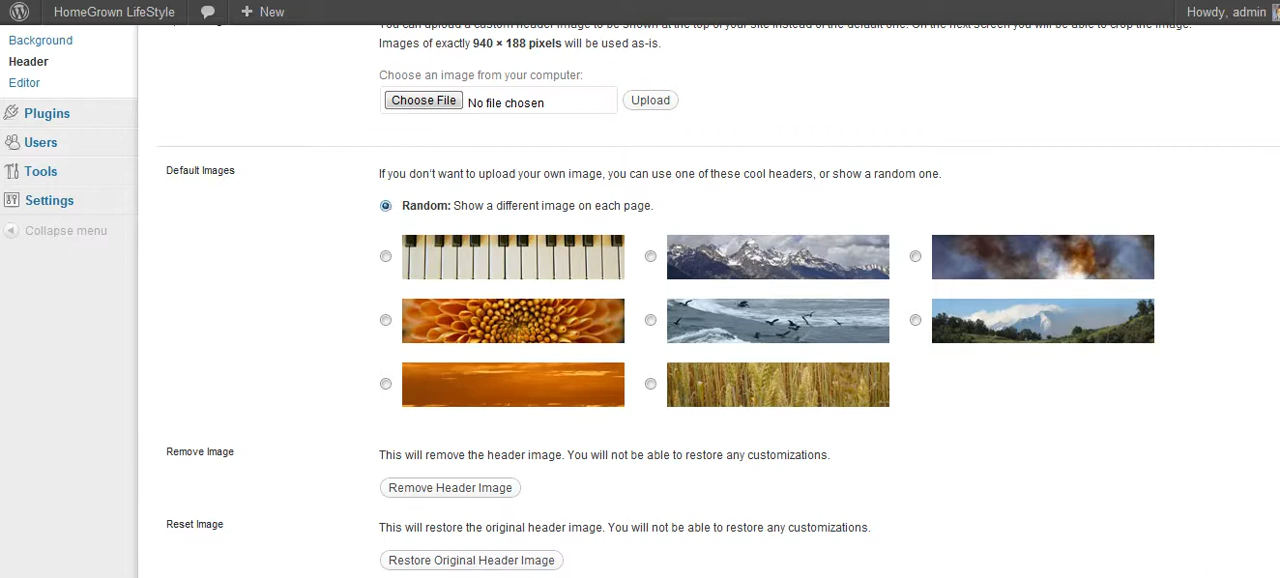 HomeGrown LifeStyle
New
Howdy, admin
You can upload a custom header image to be shown at the top of your site instead of the default one. On the next screen you will be able to crop the image.
Background
Images of exactly 940 × 188 pixels will be used as-is.
Header
Editor
Choose an image from your computer:
Choose File No file chosen Upload
Plugins
Users
Tools
Settings
Collapse menu
Default Images
If you don't want to upload your own image, you can use one of these cool headers, or show a random one.
Random: Show a different image on each page.
Remove Image
This will remove the header image. You will not be able to restore any customizations.
Remove Header Image
Reset Image
This will restore the original header image. You will not be able to restore any customizations.
Restore Original Header Image